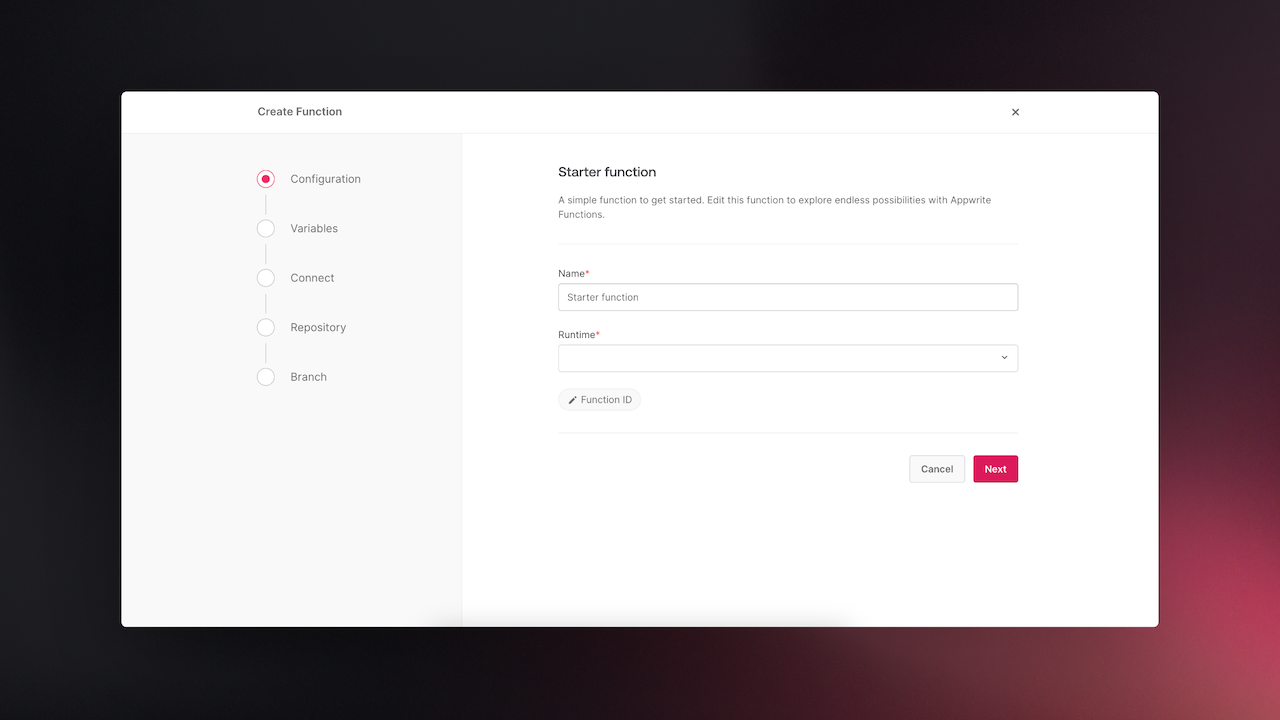 Create Function
Configuration
Variables
Connect
Repository
Branch
Starter function
A simple function to get started. Edit this function to explore endless possibilities with Appwrite
Functions.
Name*
Starter function
Runtime*
Function ID
Cancel
Next